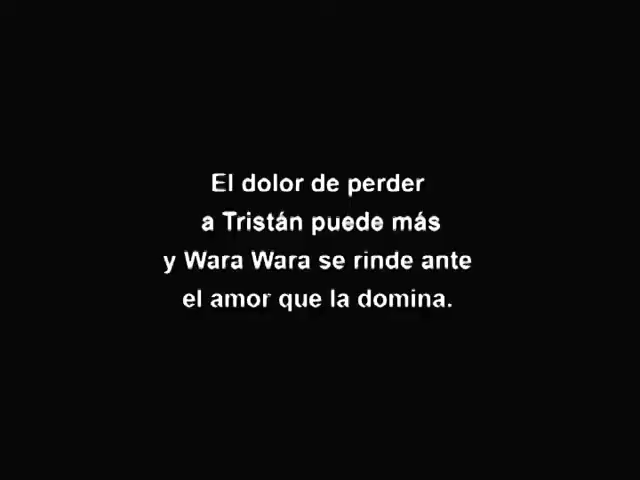 El dolor de perder
a Tristán puede más
y Wara Wara se rinde ante
el amor que la domina.